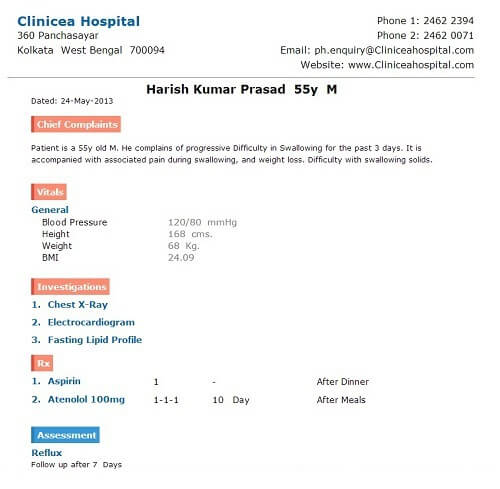 Clinicea Hospital
360 Panchasayar
Kolkata West Bengal 700094
Phone 1: 2462 2394
Phone 2: 2462 0071
Email: ph.enquiry@Cliniceahospital.com
Website: www.Cliniceahospital.com
Harish Kumar Prasad 55y M
Dated: 24-May-2013
Chief Complaints
Patient is a 55y old M. He complains of progressive Difficulty in Swallowing for the past 3 days. It is
accompanied with associated pain during swallowing, and weight loss. Difficulty with swallowing solids.
Vitals
General
Blood Pressure 120/80 mmHg
Height 168 cms.
Weight 68 Kg.
BMI 24.09
Investigations
1. Chest X-Ray
2. Electrocardiogram
3. Fasting Lipid Profile
Rx
1. Aspirin 1 - After Dinner
2. Atenolol 100mg 1-1-1 10 Day After Meals
Assessment
Reflux
Follow up after 7 Days